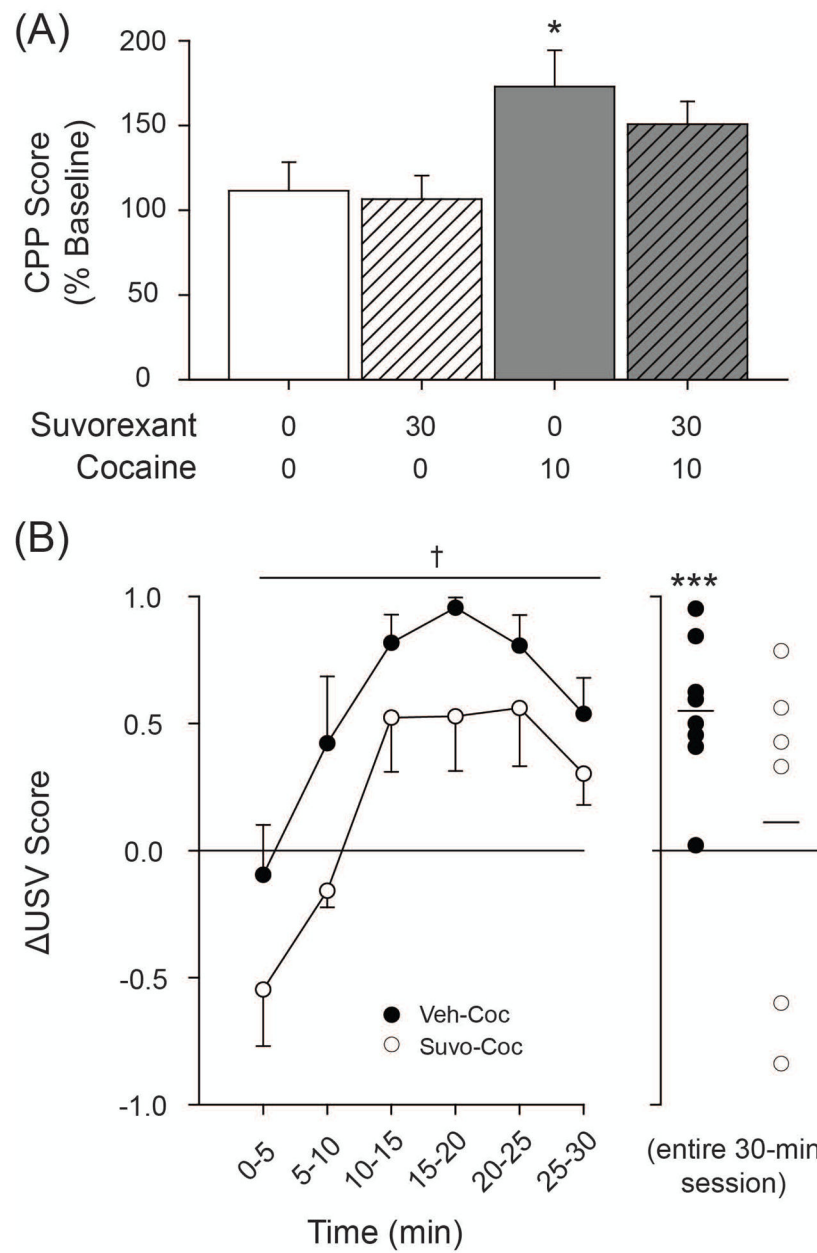 (A)
200
150
100
50
0
CPP Score
(% Baseline)
*
Suvorexant 0 30 0 30
Cocaine 0 0 10 10
(B)
†
1.0
0.5
0.0
-0.5
-1.0
ΔUSV Score
Veh-Coc
Suvo-Coc
0-5 5-10 10-15 15-20 20-25 25-30
Time (min)
***
(entire 30-min
session)